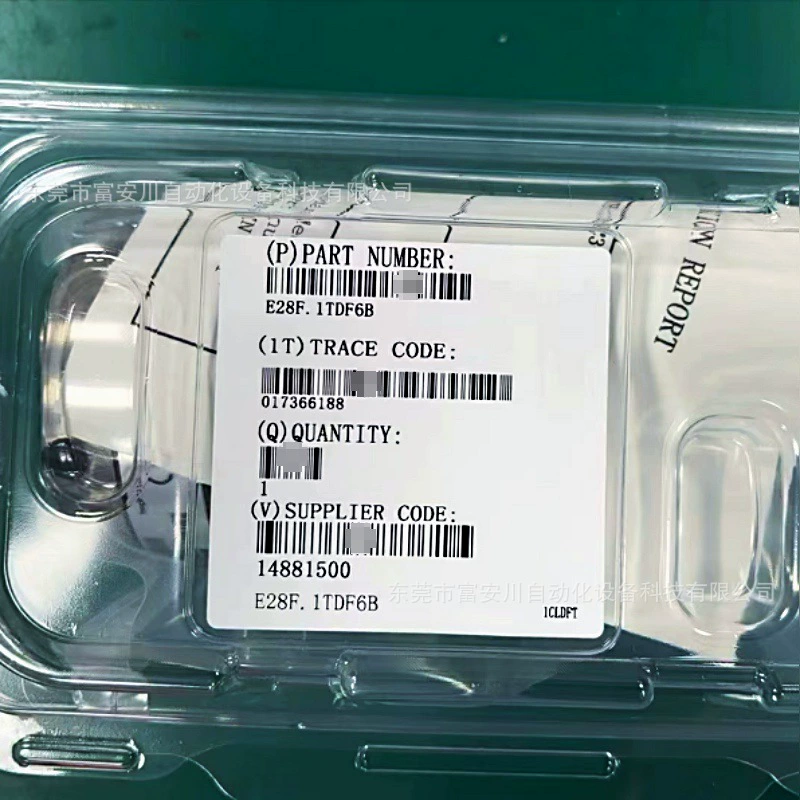 东莞市富安川自动化设备科技有限公司
TION REPORT
(P)PART NUMBER:
E28F.1TDF6B
(1T)TRACE CODE:
017366188
(Q)QUANTITY:
1
(V)SUPPLIER CODE:
14881500
东莞市富安川自动化设备科技有限公司
E28F.1TDF6B
1CLDFT